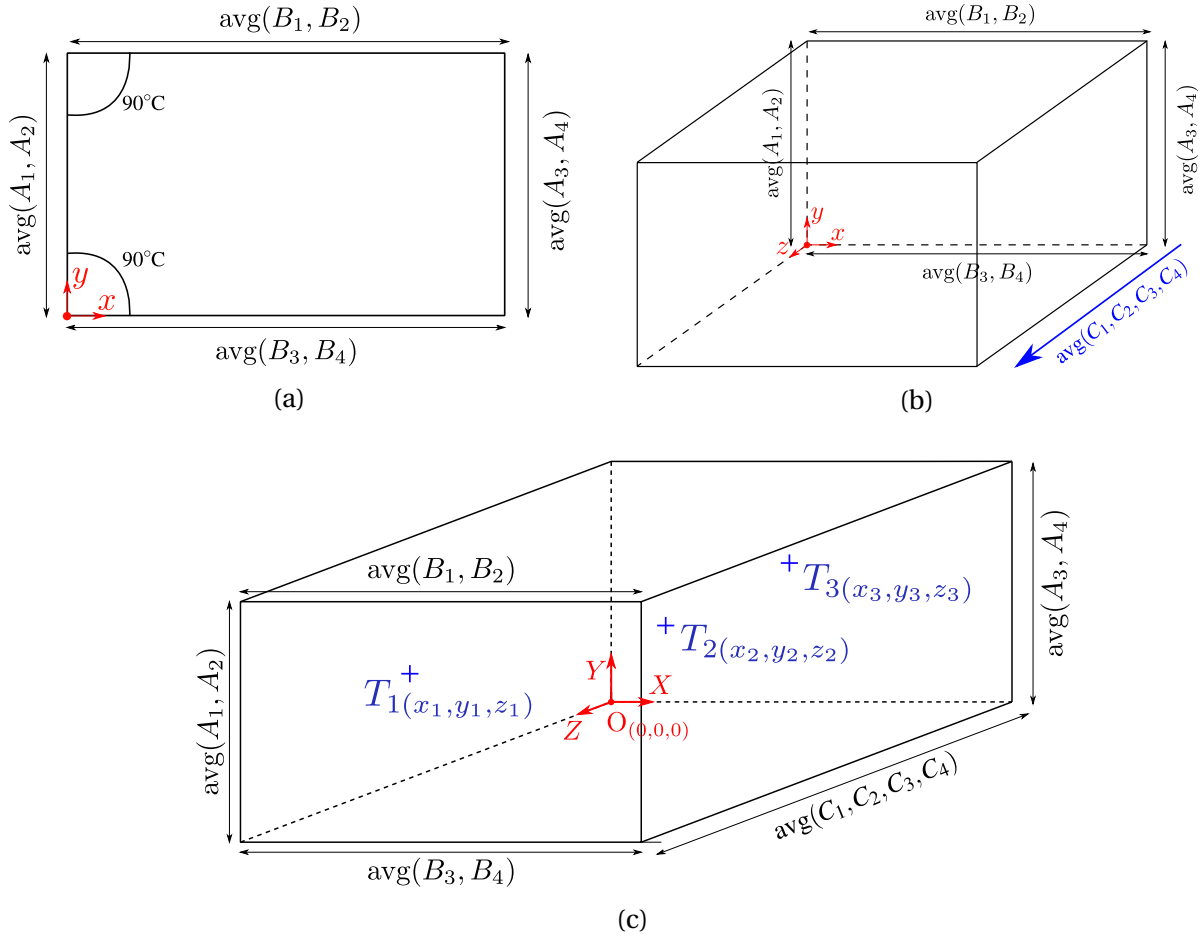 avg(B₁, B₂)
avg(A₁, A₂)
90°C
90°C
avg(A₃, A₄)
y
x
avg(B₃, B₄)
(a)
avg(B₁, B₂)
avg(A₁, A₂)
avg(A₃, A₄)
y
z
x
avg(B₃, B₄)
avg(C₁,C₂,C₃,C₄)
(b)
avg(B₁, B₂)
avg(A₁, A₂)
avg(A₃, A₄)
+T₃(x₃,y₃,z₃)
+T₂(x₂,y₂,z₂)
+
T₁(x₁,y₁,z₁)
Y
X
Z
O(0,0,0)
avg(C₁,C₂,C₃,C₄)
avg(B₃, B₄)
(c)